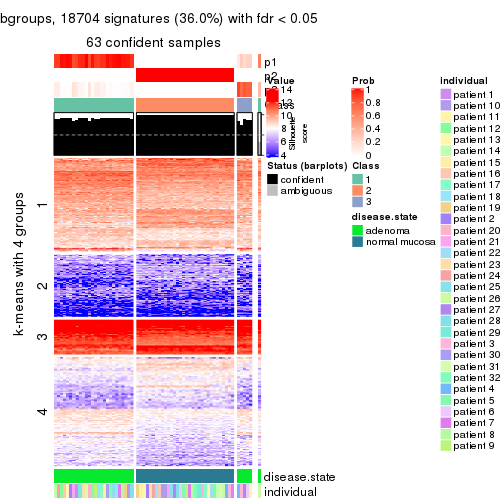 bgroups, 18704 signatures (36.0%) with fdr < 0.05
63 confident samples
p1
p2
p3
Class
Silhouette
score
k-means with 4 groups
1
2
3
4
disease.state
individual
Value
14
12
10
8
6
4
Status (barplots)
confident
ambiguous
Prob
1
0.8
0.6
0.4
0.2
0
Class
1
2
3
disease.state
adenoma
normal mucosa
individual
patient 1
patient 10
patient 11
patient 12
patient 13
patient 14
patient 15
patient 16
patient 17
patient 18
patient 19
patient 2
patient 20
patient 21
patient 22
patient 23
patient 24
patient 25
patient 26
patient 27
patient 28
patient 29
patient 3
patient 30
patient 31
patient 32
patient 4
patient 5
patient 6
patient 7
patient 8
patient 9